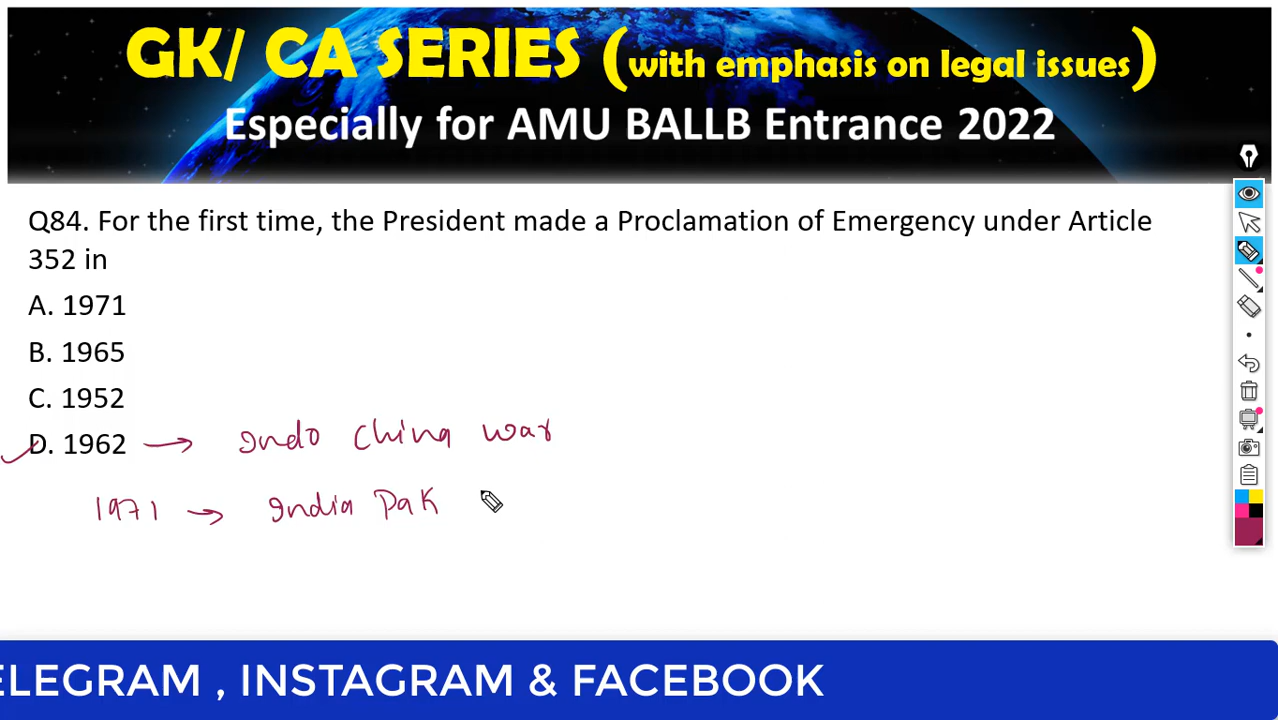 GK/ CA SERIES (with emphasis on legal issues)
Especially for AMU BALLB Entrance 2022
Q84. For the first time, the President made a Proclamation of Emergency under Article
352 in
A. 1971
B. 1965
C. 1952
D. 1962 → Indo China war
1971 → India Pak
ELEGRAM , INSTAGRAM & FACEBOOK